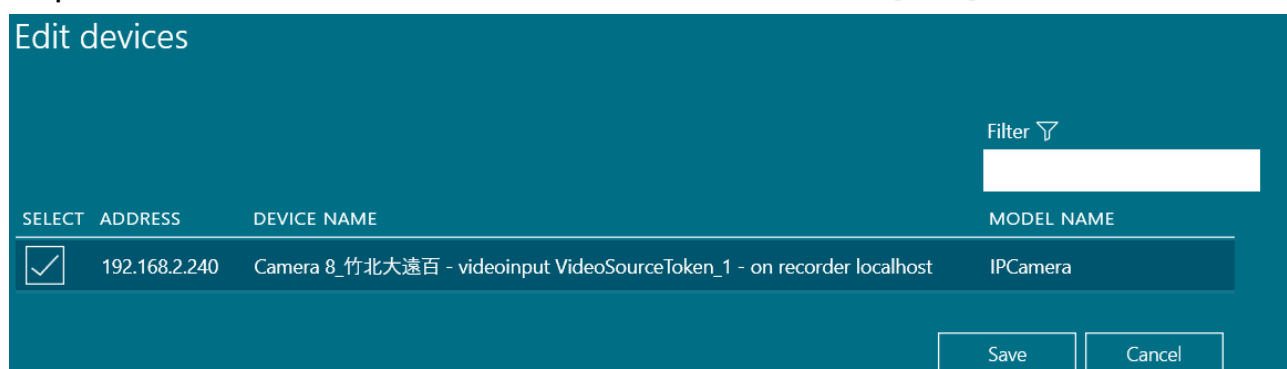 Edit devices
Filter
SELECT ADDRESS DEVICE NAME MODEL NAME
192.168.2.240 Camera 8_竹北大遠百 - videoinput VideoSourceToken_1 - on recorder localhost IPCamera
Save Cancel